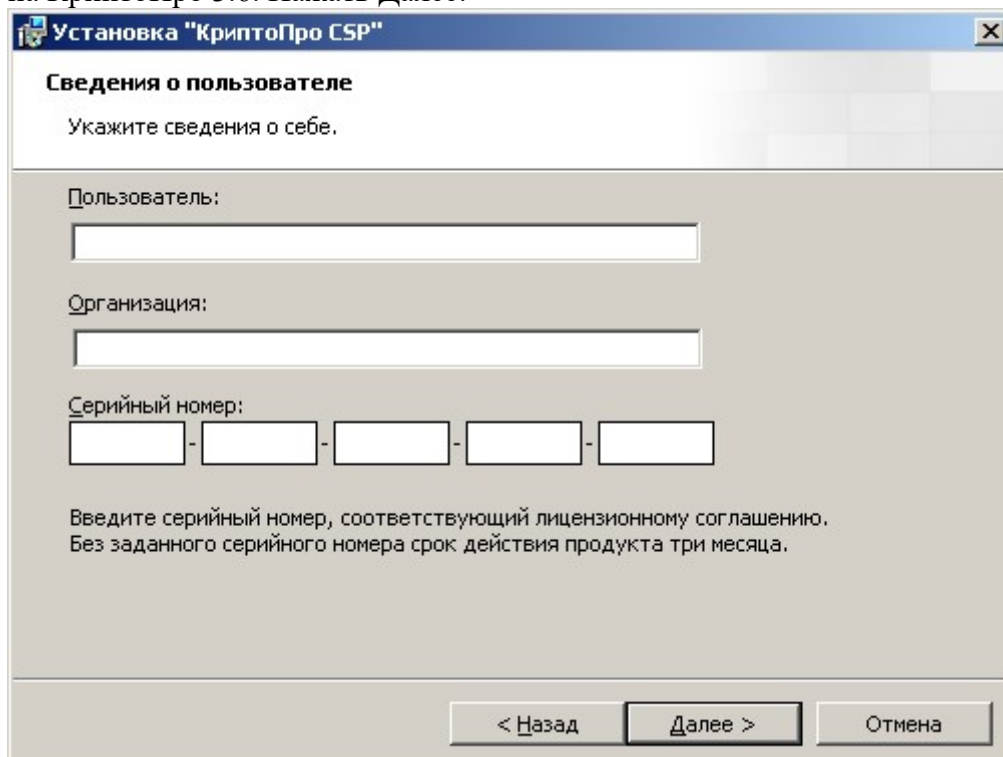 Установка "КриптоПро CSP"
Сведения о пользователе
Укажите сведения о себе.
Пользователь:
Организация:
Серийный номер:
- - - -
Введите серийный номер, соответствующий лицензионному соглашению.
Без заданного серийного номера срок действия продукта три месяца.
< Назад Далее > Отмена